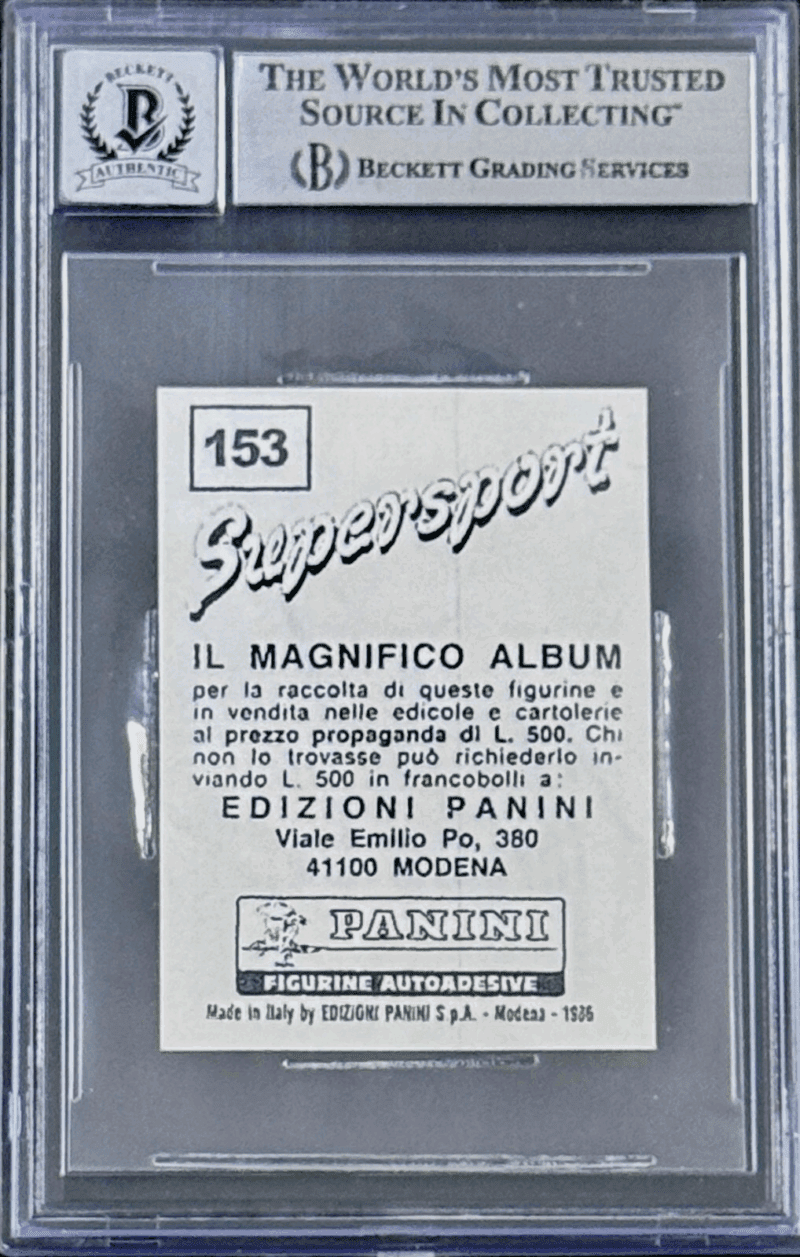 BECKETT
AUTHENTIC
THE WORLD'S MOST TRUSTED
SOURCE IN COLLECTING™
(B) BECKETT GRADING SERVICES
153
Supersport
IL MAGNIFICO ALBUM
per la raccolta di queste figurine e
in vendita nelle edicole e cartolerie
al prezzo propaganda di L. 500. Chi
non lo trovasse può richiederlo in-
viando L. 500 in francobolli a:
EDIZIONI PANINI
Viale Emilio Po, 380
41100 MODENA
PANINI
FIGURINE AUTOADESIVE
Made in Italy by EDIZIONI PANINI S.p.A. - Modena - 1986